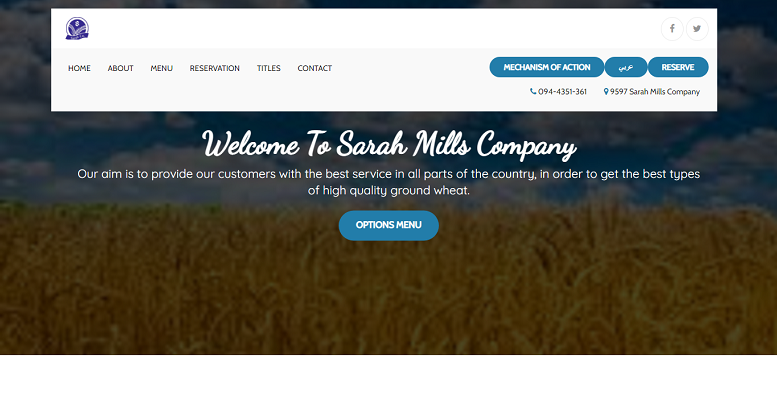 HOME ABOUT MENU RESERVATION TITLES CONTACT
MECHANISM OF ACTION عربي RESERVE
094-4351-361 9597 Sarah Mills Company
Welcome To Sarah Mills Company
Our aim is to provide our customers with the best service in all parts of the country, in order to get the best types
of high quality ground wheat.
OPTIONS MENU